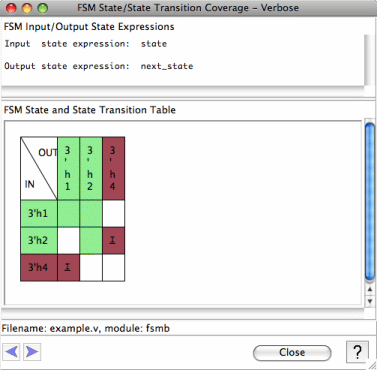 FSM State/State Transition Coverage - Verbose
FSM Input/Output State Expressions
Input state expression: state
Output state expression: next_state
FSM State and State Transition Table
OUT 3'h1 3'h2 3'h4
IN
3'h1
3'h2 I
3'h4 I
Filename: example.v, module: fsmb
Close ?